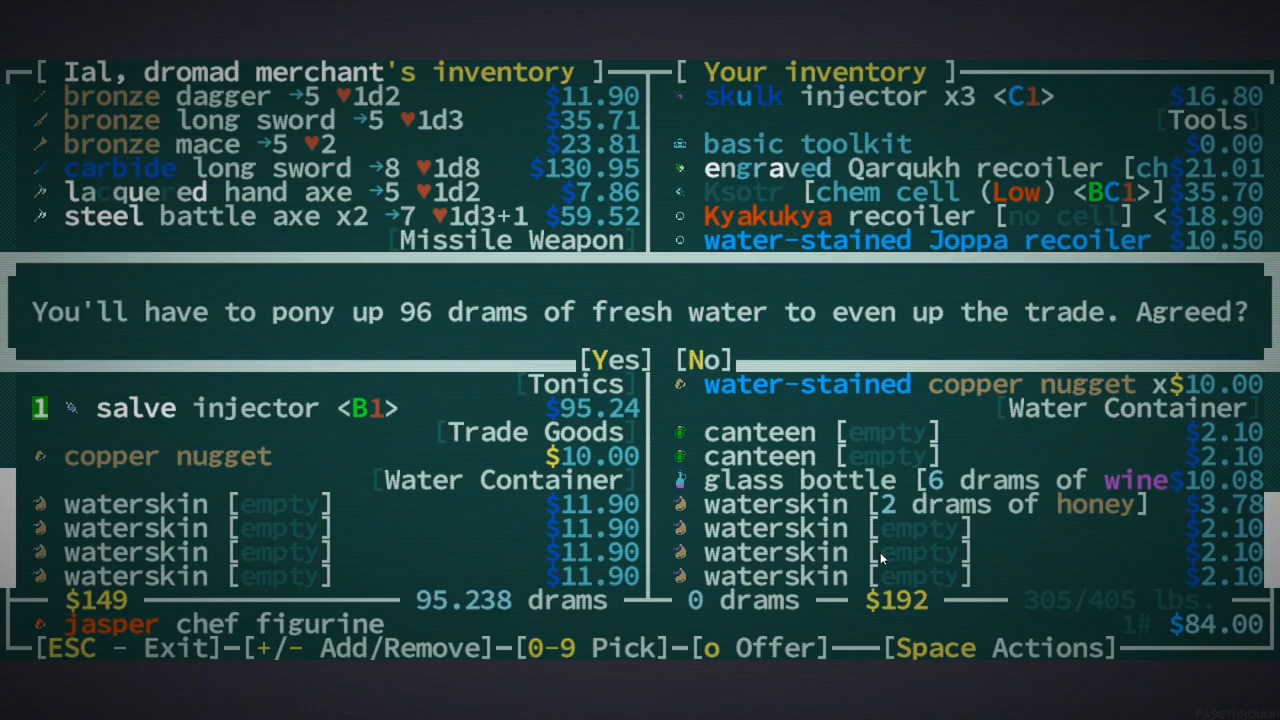 [ Ial, dromad merchant's inventory ]
bronze dagger →5 ♥1d2 $11.90
bronze long sword →5 ♥1d3 $35.71
bronze mace →5 ♥2 $23.81
carbide long sword →8 ♥1d8 $130.95
lacquered hand axe →5 ♥1d2 $7.86
steel battle axe x2 →7 ♥1d3+1 $59.52
[Missile Weapon]
[ Your inventory ]
skulk injector x3 <C1> $16.80
[Tools]
basic toolkit $0.00
engraved Qarqukh recoiler [ch $21.01
Ksotr [chem cell (Low) <BC1>] $35.70
Kyakukya recoiler [no cell] < $18.90
water-stained Joppa recoiler $10.50
You'll have to pony up 96 drams of fresh water to even up the trade. Agreed?
[Yes] [No]
[Tonics]
1 salve injector <B1> $95.24
[Trade Goods]
copper nugget $10.00
[Water Container]
waterskin [empty] $11.90
waterskin [empty] $11.90
waterskin [empty] $11.90
waterskin [empty] $11.90
water-stained copper nugget x $10.00
[Water Container]
canteen [empty] $2.10
canteen [empty] $2.10
glass bottle [6 drams of wine $10.08
waterskin [2 drams of honey] $3.78
waterskin [empty] $2.10
waterskin [empty] $2.10
waterskin [empty] $2.10
$149 95.238 drams 0 drams $192 305/405 lbs.
jasper chef figurine 1# $84.00
[ESC - Exit] [+/- Add/Remove] [0-9 Pick] [o Offer] [Space Actions]